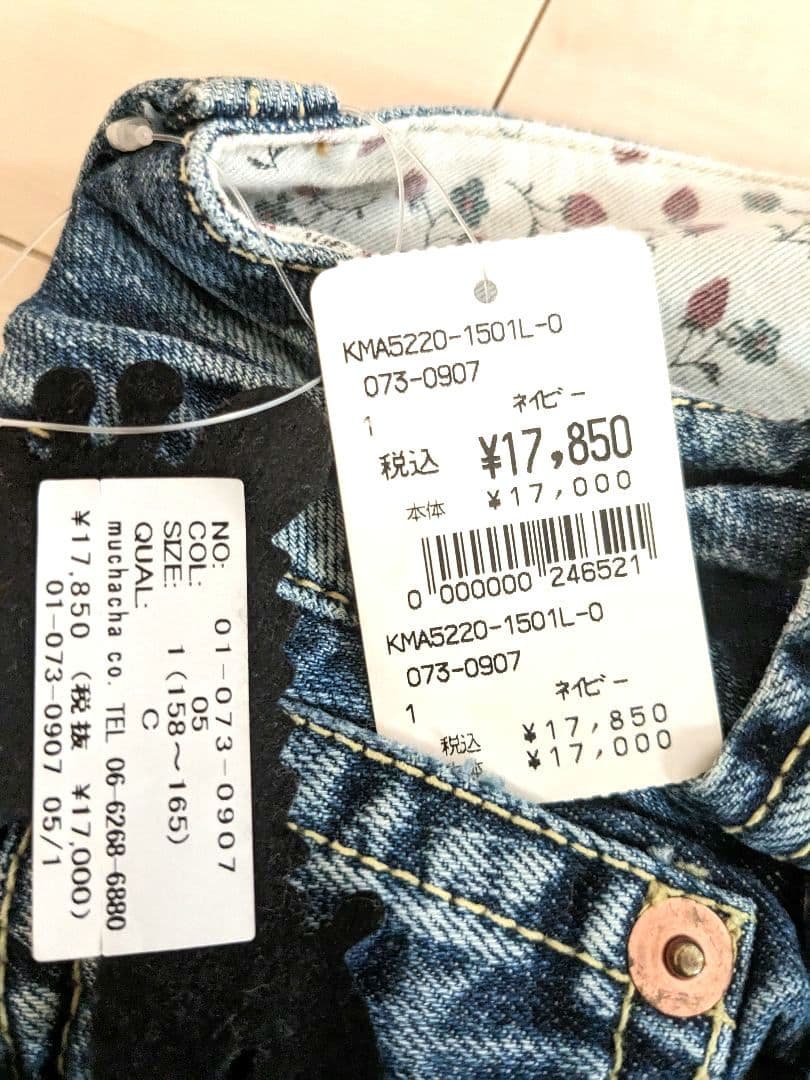 KMA5220-1501L-0
073-0907
ネイビー
1
税込 ¥17,850
本体 ¥17,000
0 000000 246521
KMA5220-1501L-0
073-0907
ネイビー
1
税込 ¥17,850
¥17,000
NO: 01-073-0907
COL: 05
SIZE: 1(158~165)
QUAL: C
muchacha co. TEL 06-6268-6880
¥17,850 (税抜 ¥17,000)
01-073-0907 05/1